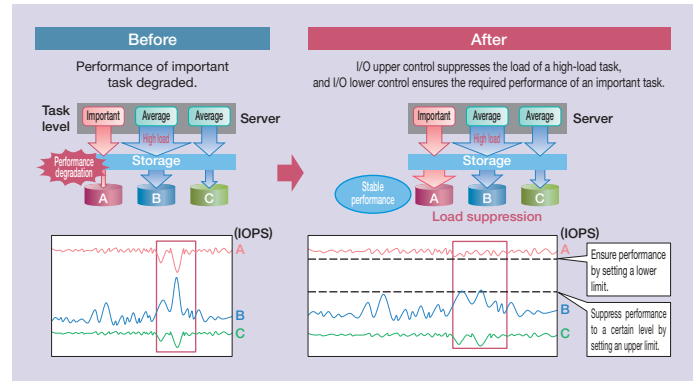 Before
Performance of important
task degraded.
Task
level
Important
Average
Average
Server
High load
Storage
Performance
degradation
A
B
C
(IOPS)
A
B
C
After
I/O upper control suppresses the load of a high-load task,
and I/O lower control ensures the required performance of an important task.
Important
Average
Average
Server
High load
Storage
Stable
performance
A
B
C
Load suppression
(IOPS)
A
B
C
Ensure performance
by setting a lower
limit.
Suppress performance
to a certain level by
setting an upper limit.